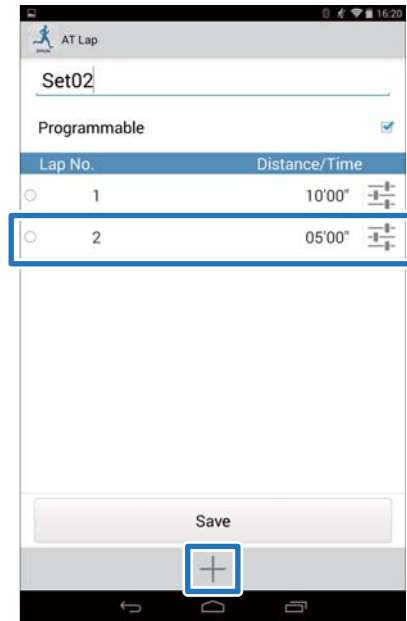 16:20
AT Lap
Set02
Programmable
Lap No. Distance/Time
1 10'00"
2 05'00"
Save